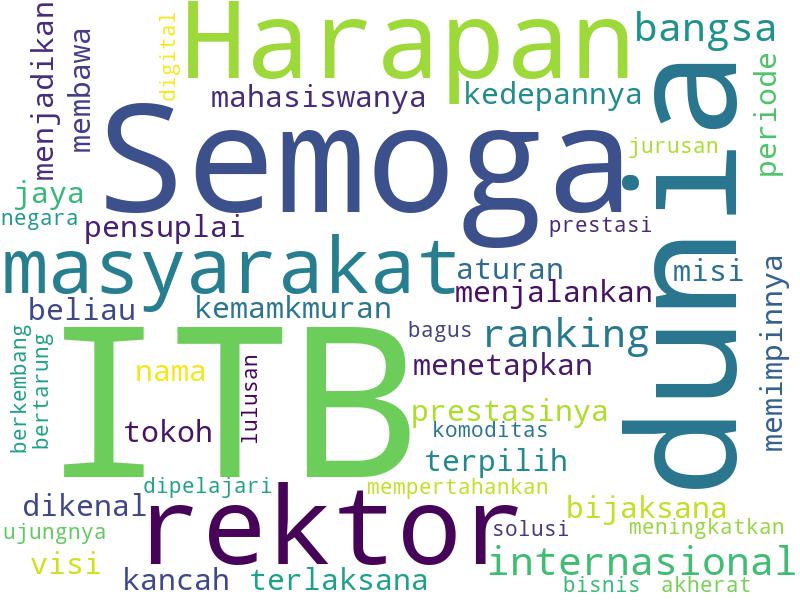 menjadikan
membawa
digital
Harapan
bangsa
mahasiswanya
kedepannya
periode
Semoga
dunia
jurusan
jaya
negara
pensuplai
prestasi
masyarakat
aturan
misi
menjalankan
beliau
kemamkmuran
memimpinnya
berkembang
bertarung
ITB
bagus
ranking
nama
lulusan
menetapkan
tokoh
prestasinya
komoditas
terpilih
dipelajari
mempertahankan
dikenal
rektor
bijaksana
ujungnya
solusi
meningkatkan
visi
internasional
kancah
terlaksana
bisnis
akherat